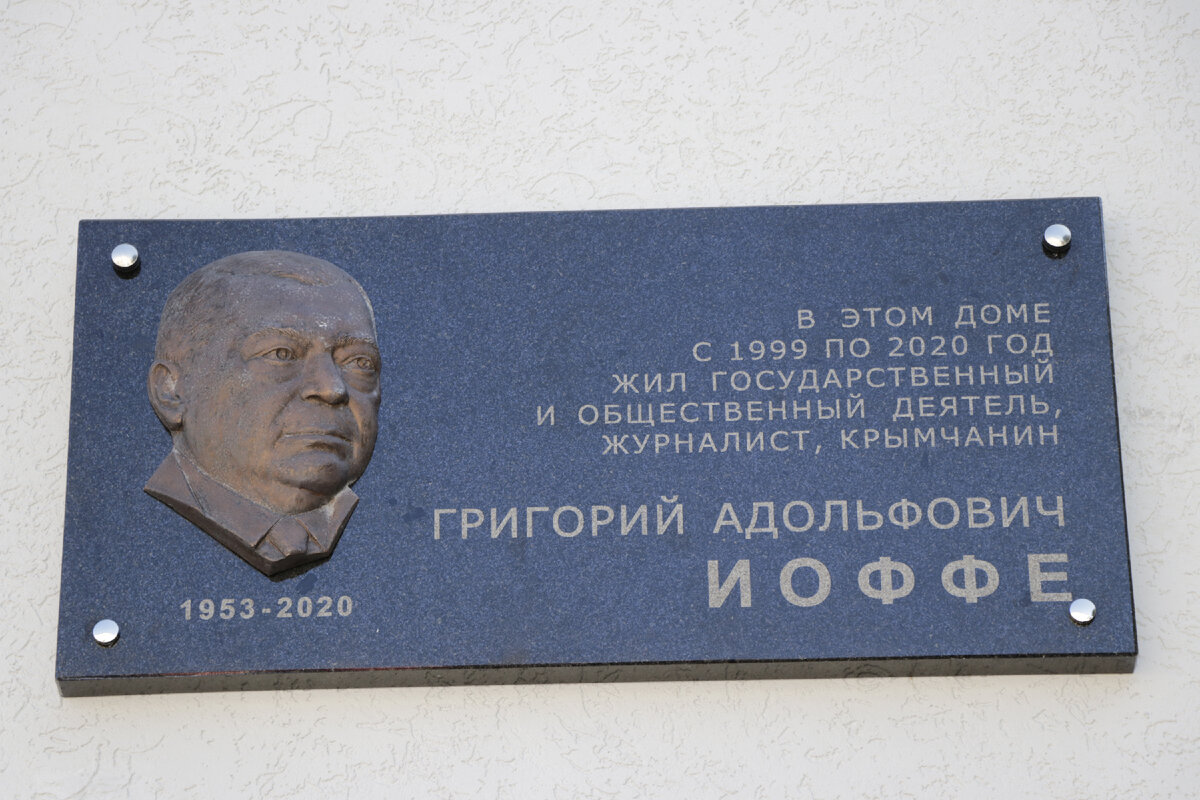 В ЭТОМ ДОМЕ
С 1999 ПО 2020 ГОД
ЖИЛ ГОСУДАРСТВЕННЫЙ
И ОБЩЕСТВЕННЫЙ ДЕЯТЕЛЬ,
ЖУРНАЛИСТ, КРЫМЧАНИН
ГРИГОРИЙ АДОЛЬФОВИЧ
ИОФФЕ
1953-2020